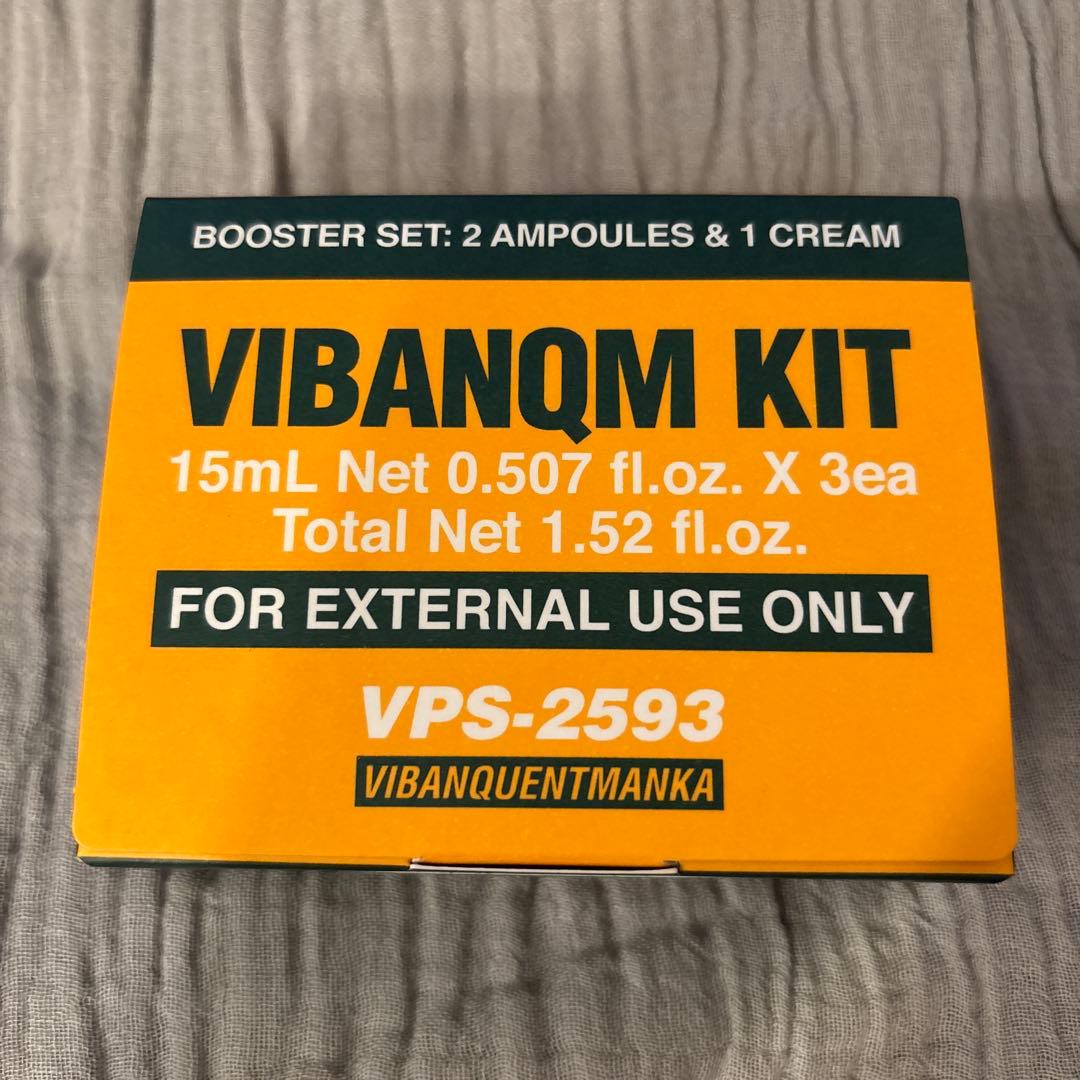 BOOSTER SET: 2 AMPOULES & 1 CREAM
VIBANQM KIT
15mL Net 0.507 fl.oz. X 3ea
Total Net 1.52 fl.oz.
FOR EXTERNAL USE ONLY
VPS-2593
VIBANQUENTMANKA